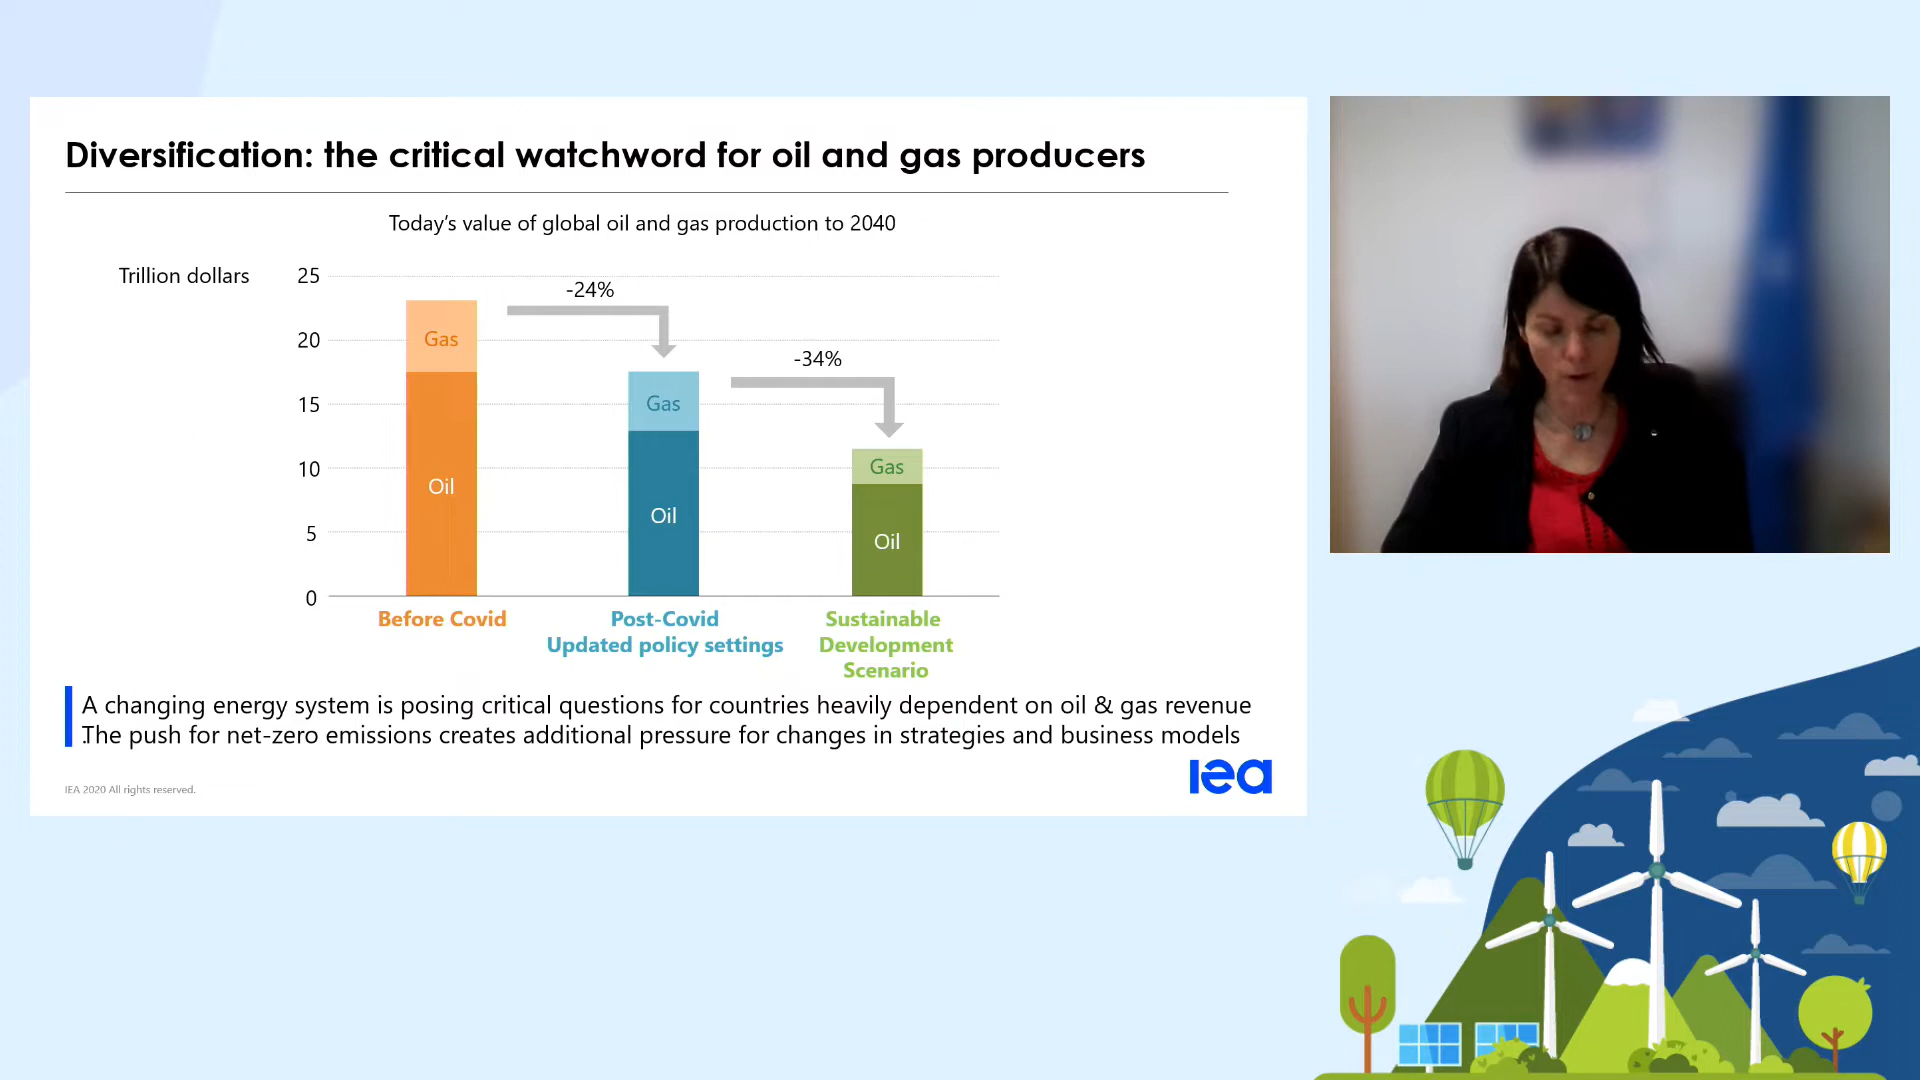 Diversification: the critical watchword for oil and gas producers
Today's value of global oil and gas production to 2040
Trillion dollars
25
20
15
10
5
0
-24%
-34%
Gas
Oil
Gas
Oil
Gas
Oil
Before Covid
Post-Covid
Updated policy settings
Sustainable
Development
Scenario
A changing energy system is posing critical questions for countries heavily dependent on oil & gas revenue
.The push for net-zero emissions creates additional pressure for changes in strategies and business models
IEA 2020 All rights reserved.
iea